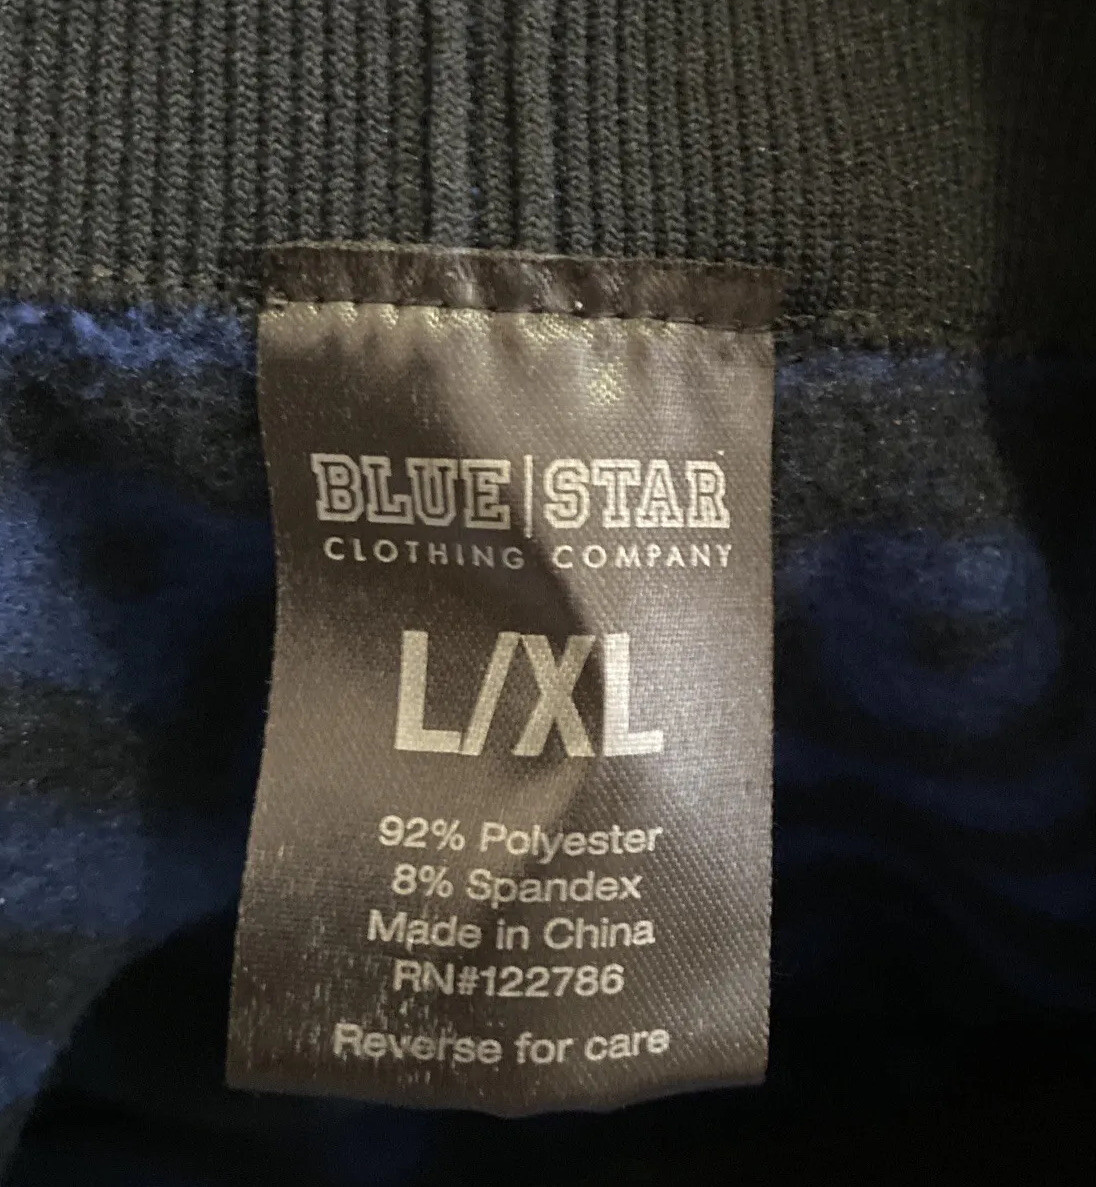 BLUE|STAR
CLOTHING COMPANY
L/XL
92% Polyester
8% Spandex
Made in China
RN#122786
Reverse for care